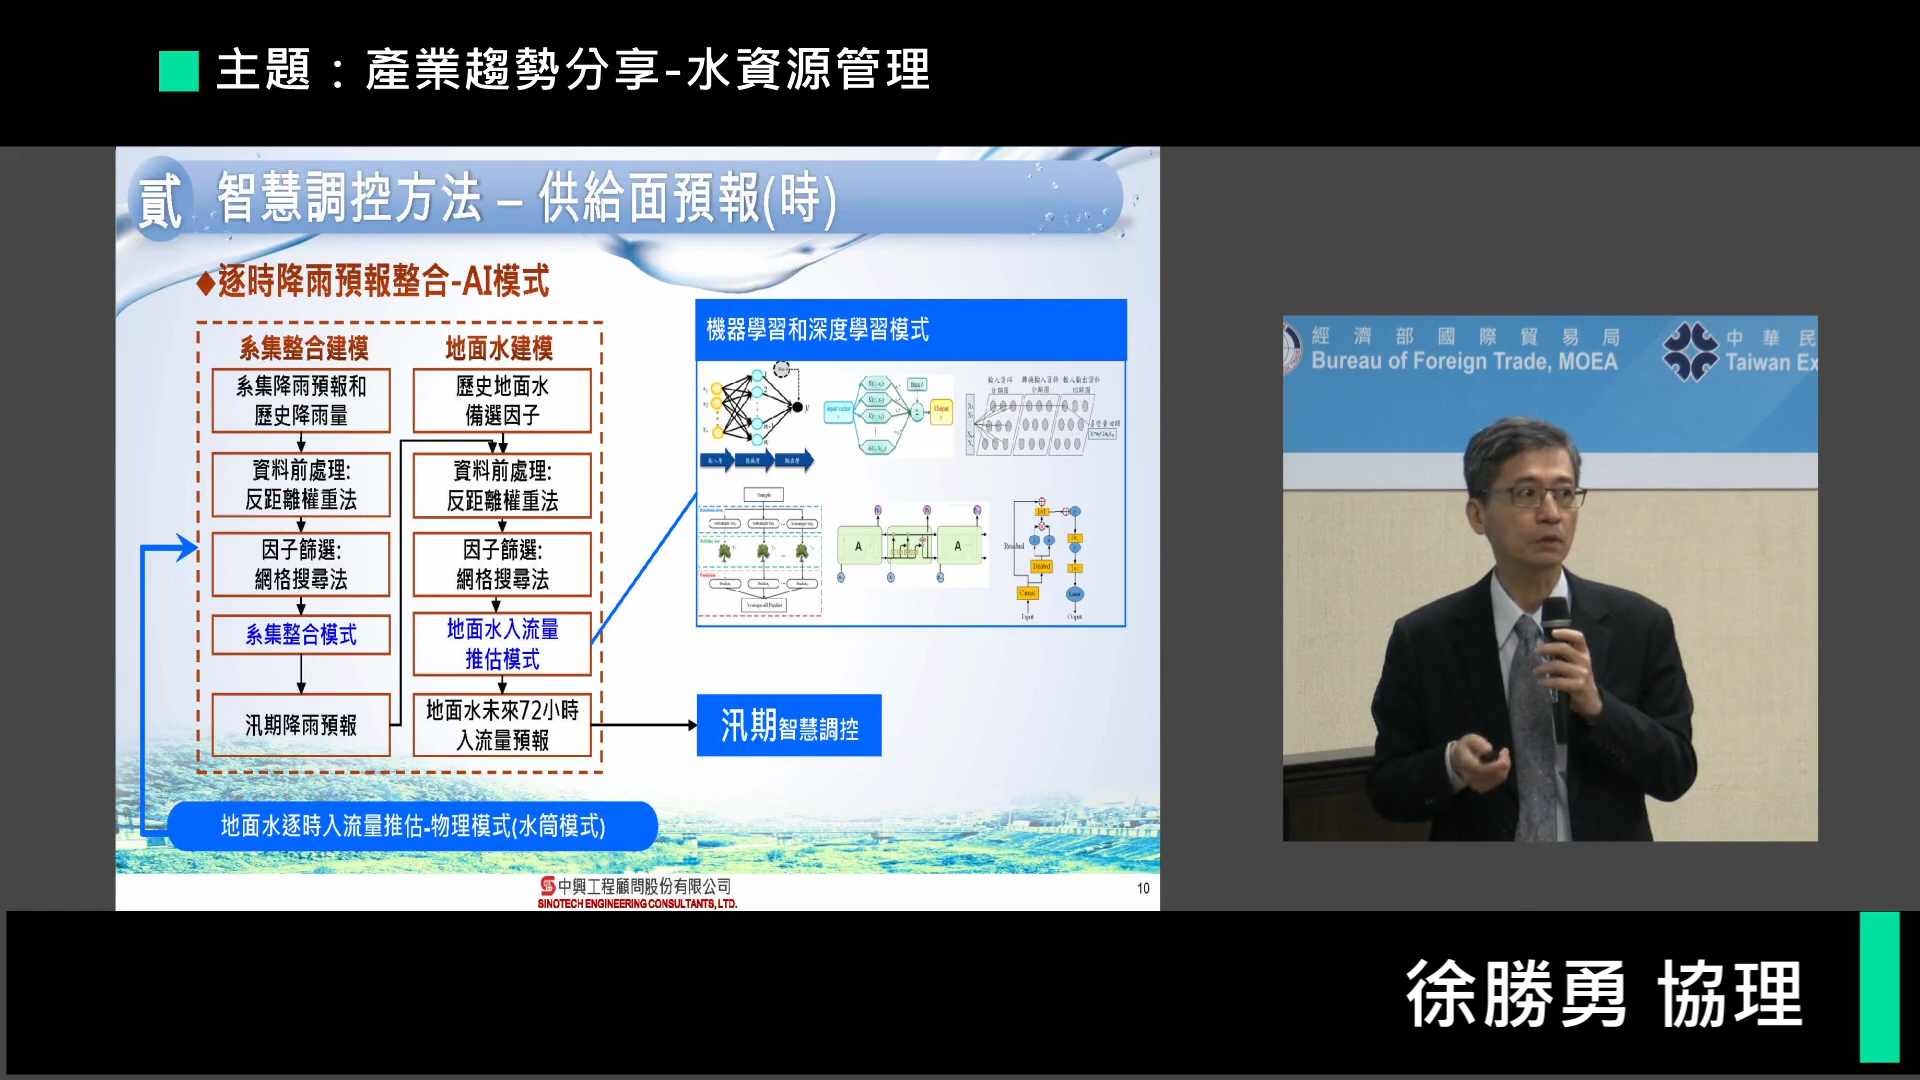 主題：產業趨勢分享-水資源管理
貳 智慧調控方法 – 供給面預報(時)
◆逐時降雨預報整合-AI模式
系集整合建模
系集降雨預報和
歷史降雨量
資料前處理:
反距離權重法
因子篩選:
網格搜尋法
系集整合模式
汛期降雨預報
地面水建模
歷史地面水
備選因子
資料前處理:
反距離權重法
因子篩選:
網格搜尋法
地面水入流量
推估模式
地面水未來72小時
入流量預報
機器學習和深度學習模式
Sample
A
A
Residual
Input
Output
汛期智慧調控
地面水逐時入流量推估-物理模式(水筒模式)
中興工程顧問股份有限公司
SINOTECH ENGINEERING CONSULTANTS, LTD.
10
經濟部國際貿易局
Bureau of Foreign Trade, MOEA
中華民
Taiwan Ex
徐勝勇 協理